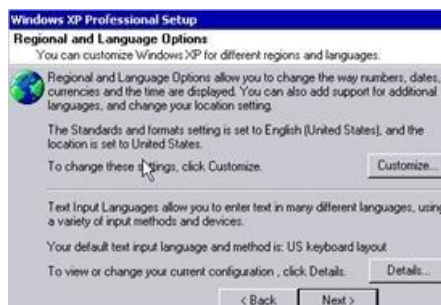 Windows XP Professional Setup
Regional and Language Options
You can customize Windows XP for different regions and languages.
Regional and Language Options allow you to change the way numbers, dates,
currencies and the time are displayed. You can also add support for additional
languages, and change your location setting.
The Standards and formats setting is set to English (United States), and the
location is set to United States.
To change these settings, click Customize.
Customize...
Text Input Languages allow you to enter text in many different languages, using
a variety of input methods and devices.
Your default text input language and method is: US keyboard layout
To view or change your current configuration , click Details.
Details...
< Back
Next >